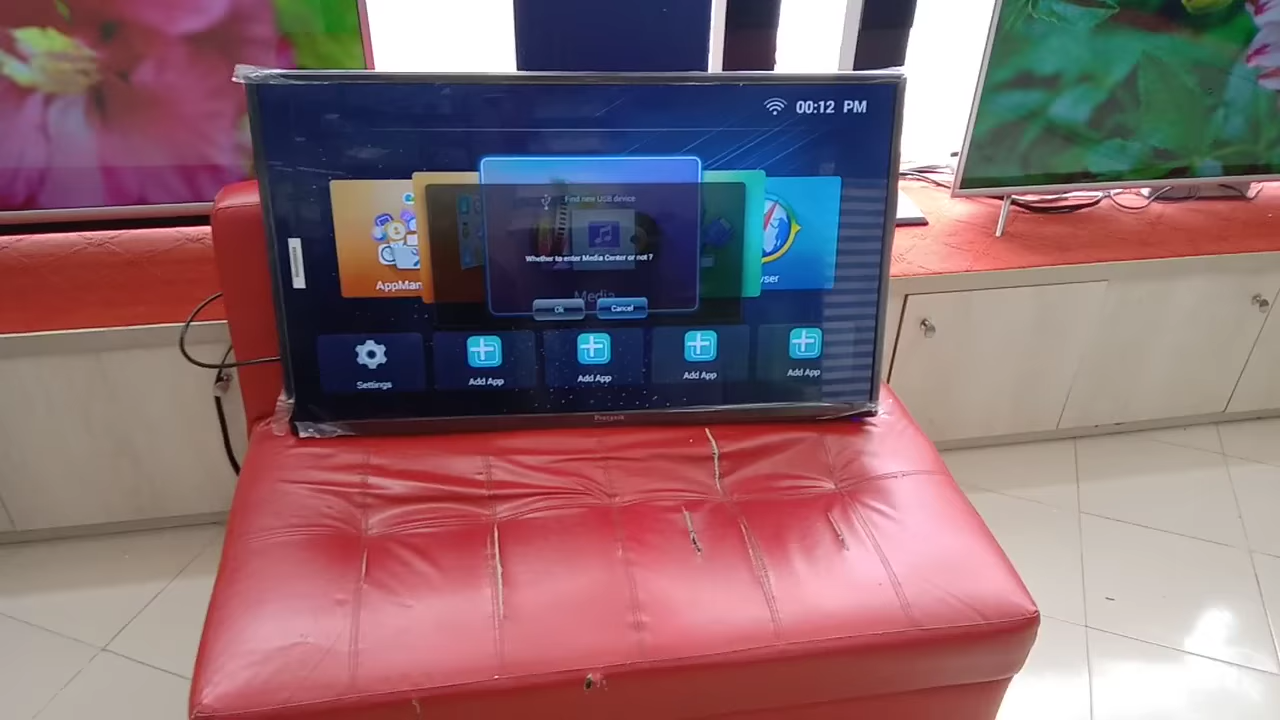 00:12 PM
Find new USB device
Whether to enter Media Center or not ?
AppMan
Media
wser
Ok
Cancel
Settings
Add App
Add App
Add App
Add App